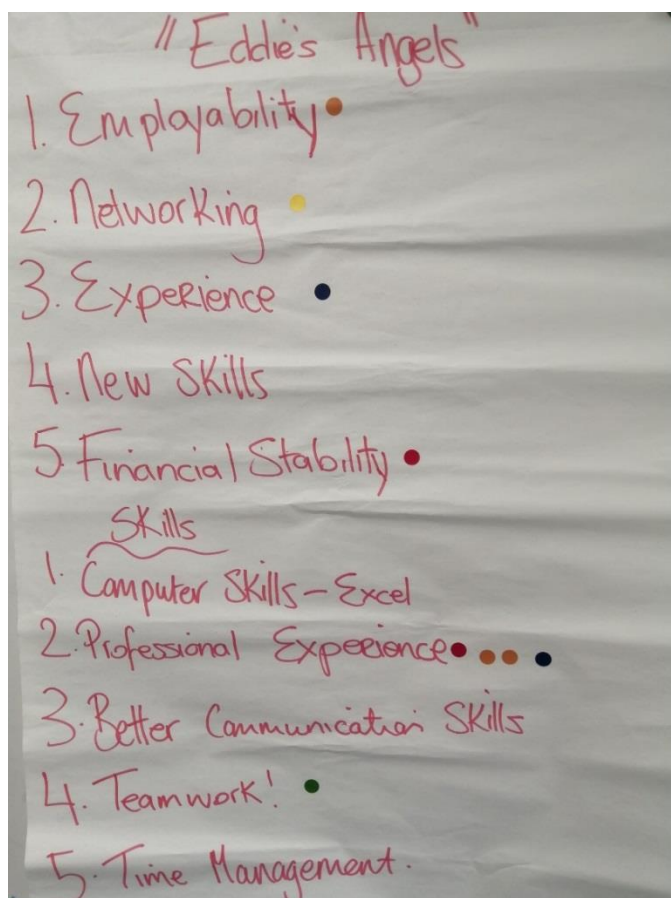 "Eddie's Angels"
1. Employability
2. Networking
3. Experience
4. New Skills
5. Financial Stability
Skills
1. Computer Skills - Excel
2. Professional Experience
3. Better Communication Skills
4. Teamwork!
5. Time Management.